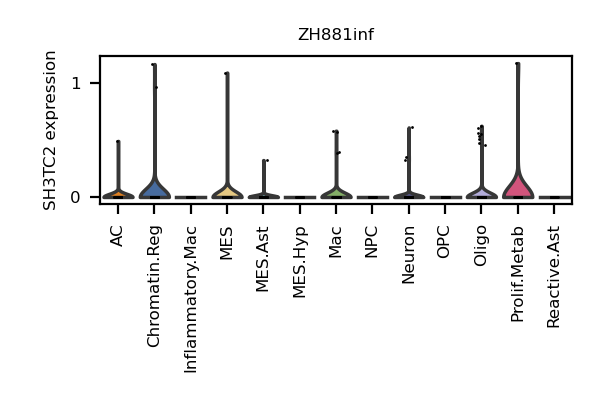 ZH881inf
SH3TC2 expression
1
0
AC
Chromatin.Reg
Inflammatory.Mac
MES
MES.Ast
MES.Hyp
Mac
NPC
Neuron
OPC
Oligo
Prolif.Metab
Reactive.Ast